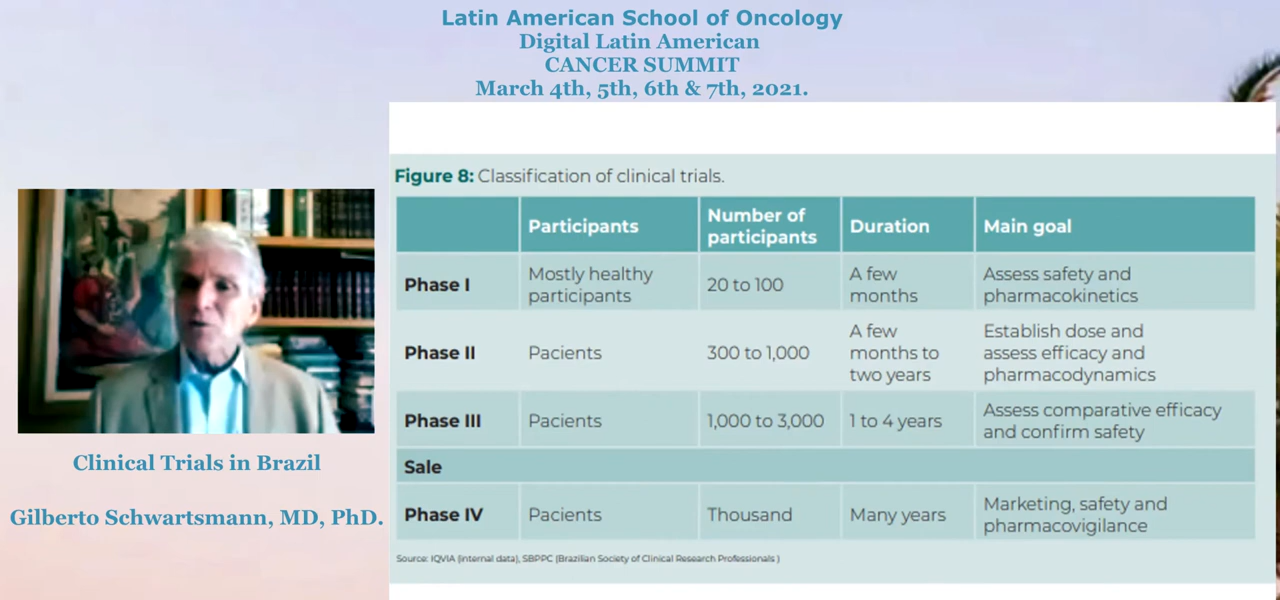 Latin American School of Oncology
Digital Latin American
CANCER SUMMIT
March 4th, 5th, 6th & 7th, 2021.
Clinical Trials in Brazil
Gilberto Schwartsmann, MD, PhD.
Figure 8: Classification of clinical trials.
Participants
Number of
participants
Duration
Main goal
Phase I
Mostly healthy
participants
20 to 100
A few
months
Assess safety and
pharmacokinetics
Phase II
Pacients
300 to 1,000
A few
months to
two years
Establish dose and
assess efficacy and
pharmacodynamics
Phase III
Pacients
1,000 to 3,000
1 to 4 years
Assess comparative efficacy
and confirm safety
Sale
Phase IV
Pacients
Thousand
Many years
Marketing, safety and
pharmacovigilance
Source: IQVIA (internal data), SBPPC (Brazilian Society of Clinical Research Professionals )